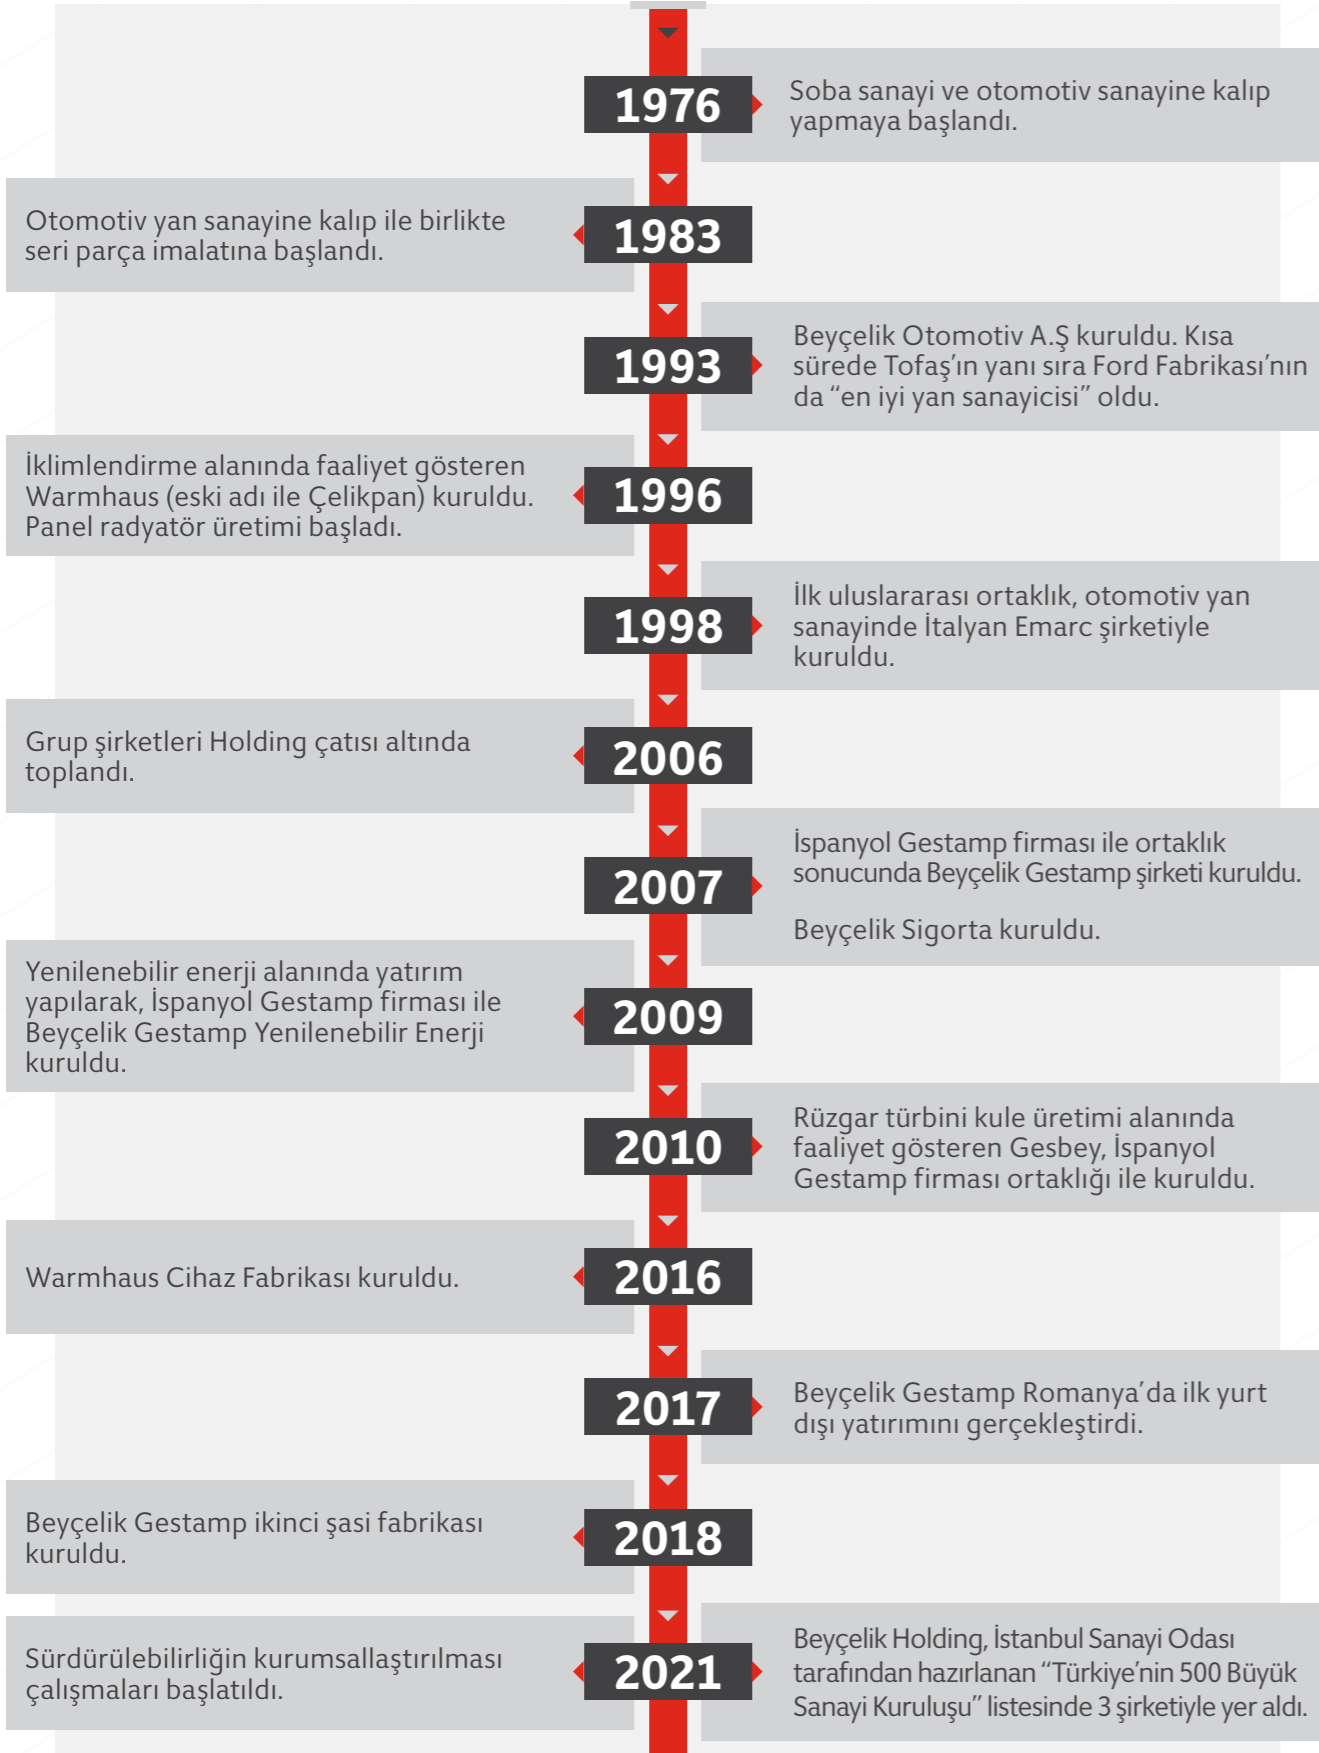 1976
Soba sanayi ve otomotiv sanayine kalıp
yapmaya başlandı.
Otomotiv yan sanayine kalıp ile birlikte
seri parça imalatına başlandı.
1983
1993
Beyçelik Otomotiv A.Ş kuruldu. Kısa
sürede Tofaş’ın yanı sıra Ford Fabrikası’nın
da “en iyi yan sanayicisi” oldu.
İklimlendirme alanında faaliyet gösteren
Warmhaus (eski adı ile Çelikpan) kuruldu.
Panel radyatör üretimi başladı.
1996
1998
İlk uluslararası ortaklık, otomotiv yan
sanayinde İtalyan Emarc şirketiyle
kuruldu.
Grup şirketleri Holding çatısı altında
toplandı.
2006
2007
İspanyol Gestamp firması ile ortaklık
sonucunda Beyçelik Gestamp şirketi kuruldu.
Beyçelik Sigorta kuruldu.
Yenilenebilir enerji alanında yatırım
yapılarak, İspanyol Gestamp firması ile
Beyçelik Gestamp Yenilenebilir Enerji
kuruldu.
2009
2010
Rüzgar türbini kule üretimi alanında
faaliyet gösteren Gesbey, İspanyol
Gestamp firması ortaklığı ile kuruldu.
Warmhaus Cihaz Fabrikası kuruldu.
2016
2017
Beyçelik Gestamp Romanya’da ilk yurt
dışı yatırımını gerçekleştirdi.
Beyçelik Gestamp ikinci şasi fabrikası
kuruldu.
2018
Sürdürülebilirliğin kurumsallaştırılması
çalışmaları başlatıldı.
2021
Beyçelik Holding, İstanbul Sanayi Odası
tarafından hazırlanan “Türkiye’nin 500 Büyük
Sanayi Kuruluşu” listesinde 3 şirketiyle yer aldı.